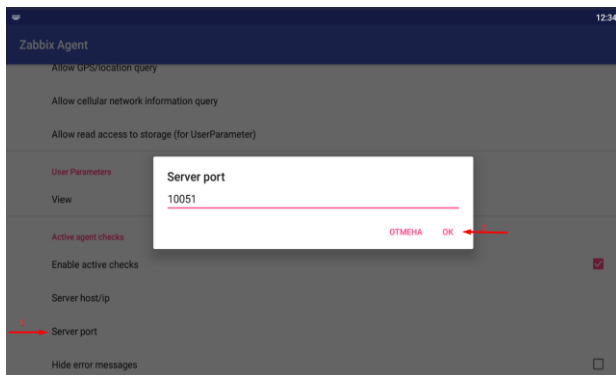 12:34
Zabbix Agent
Allow GPS/location query
Allow cellular network information query
Allow read access to storage (for UserParameter)
User Parameters
View
Server port
10051
ОТМЕНА OK
Active agent checks
Enable active checks
Server host/ip
Server port
Hide error messages